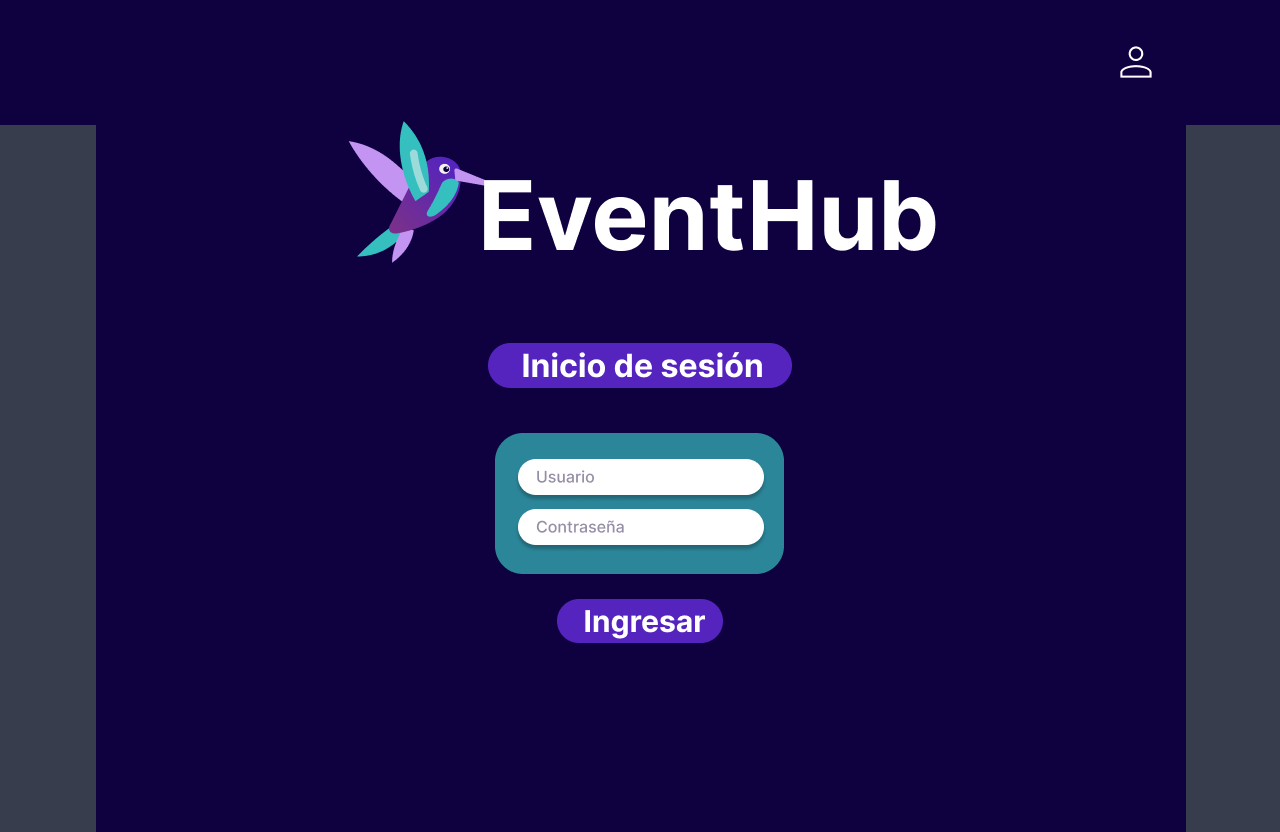 EventHub
Inicio de sesión
Usuario
Contraseña
Ingresar